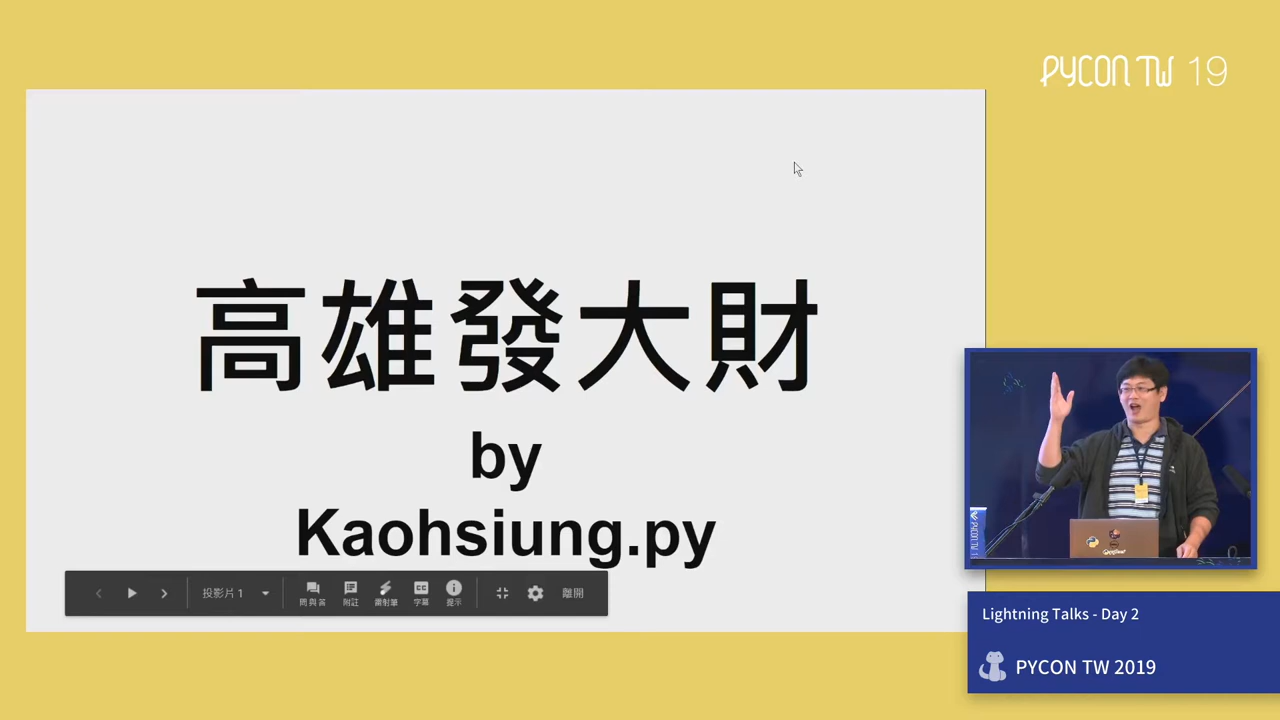 PYCON TW 19
高雄發大財
by
Kaohsiung.py
投影片 1
問與答
附註
雷射筆
字幕
提示
離開
Lightning Talks - Day 2
PYCON TW 2019